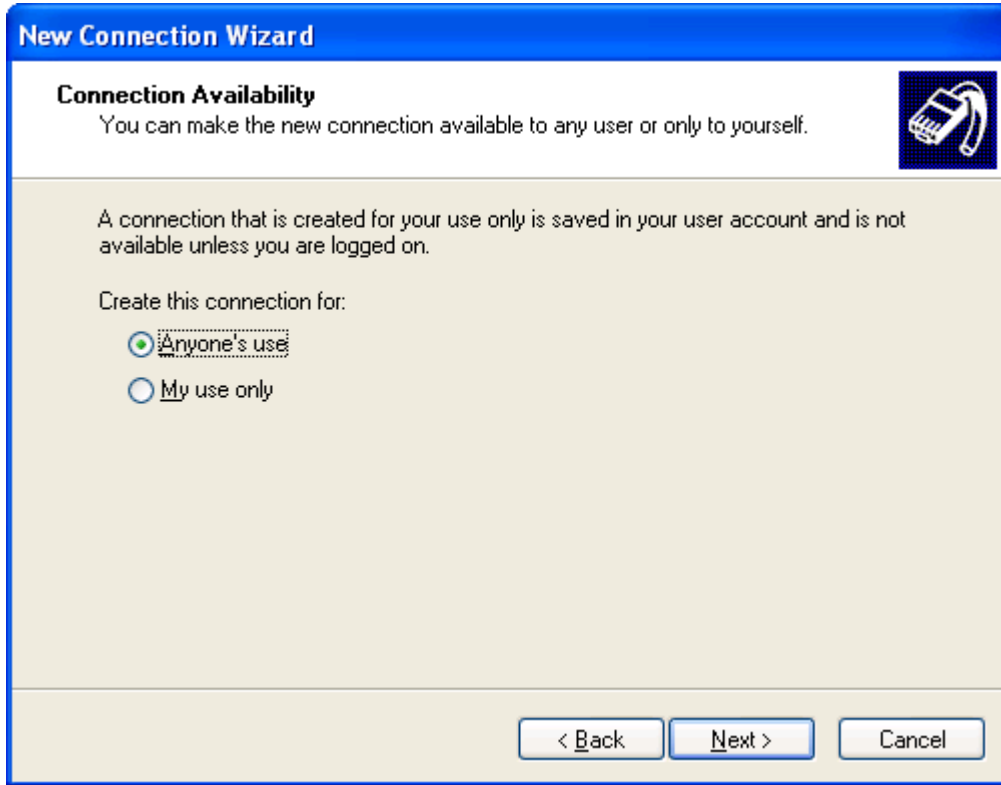 New Connection Wizard
Connection Availability
You can make the new connection available to any user or only to yourself.
A connection that is created for your use only is saved in your user account and is not
available unless you are logged on.
Create this connection for:
Anyone's use
My use only
< Back
Next >
Cancel